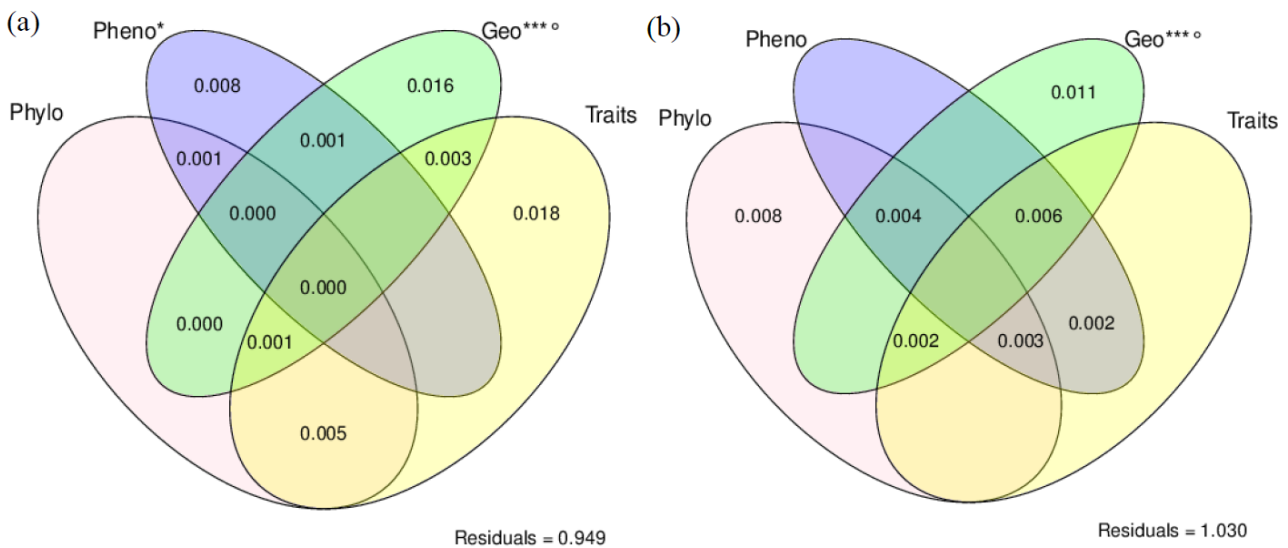 (a)
Pheno*
Geo***°
Phylo
Traits
0.008
0.016
0.001
0.001
0.003
0.000
0.018
0.000
0.000
0.001
0.005
Residuals = 0.949
(b)
Pheno
Geo***°
Phylo
Traits
0.011
0.008
0.004
0.006
0.002
0.003
0.002
Residuals = 1.030